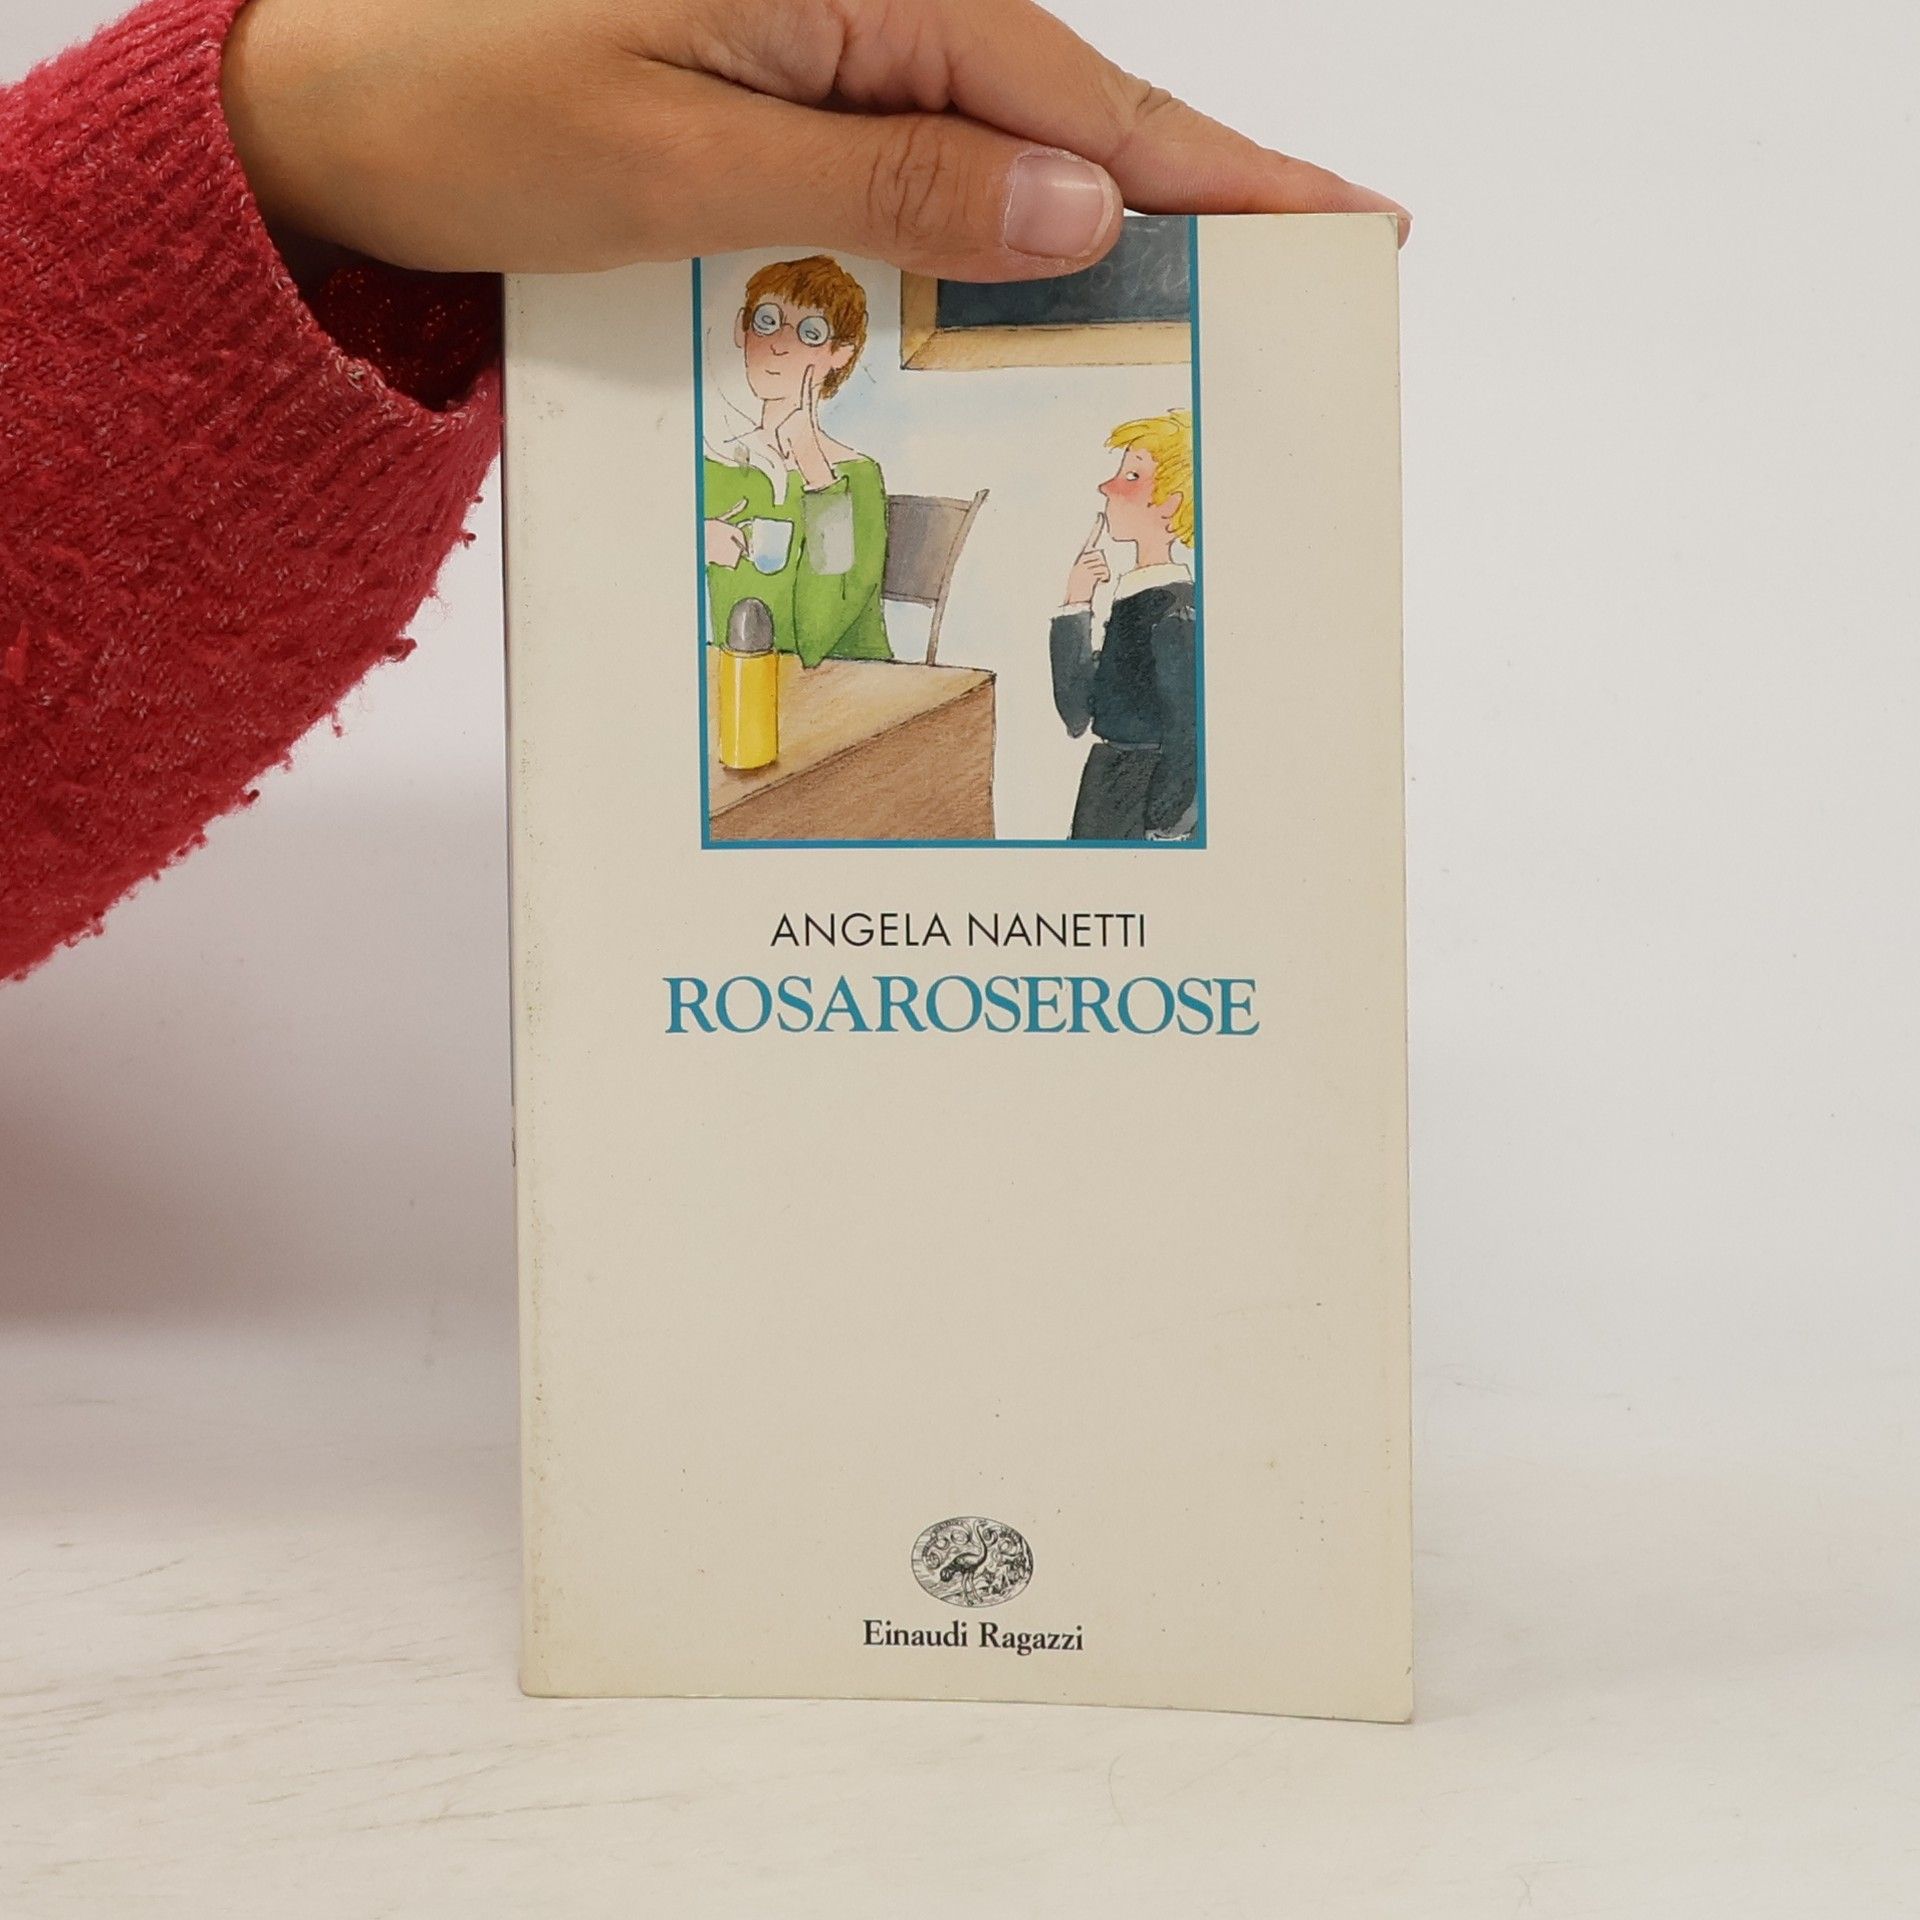 ANGELA NANETTI
ROSAROSEROSE
Einaudi Ragazzi